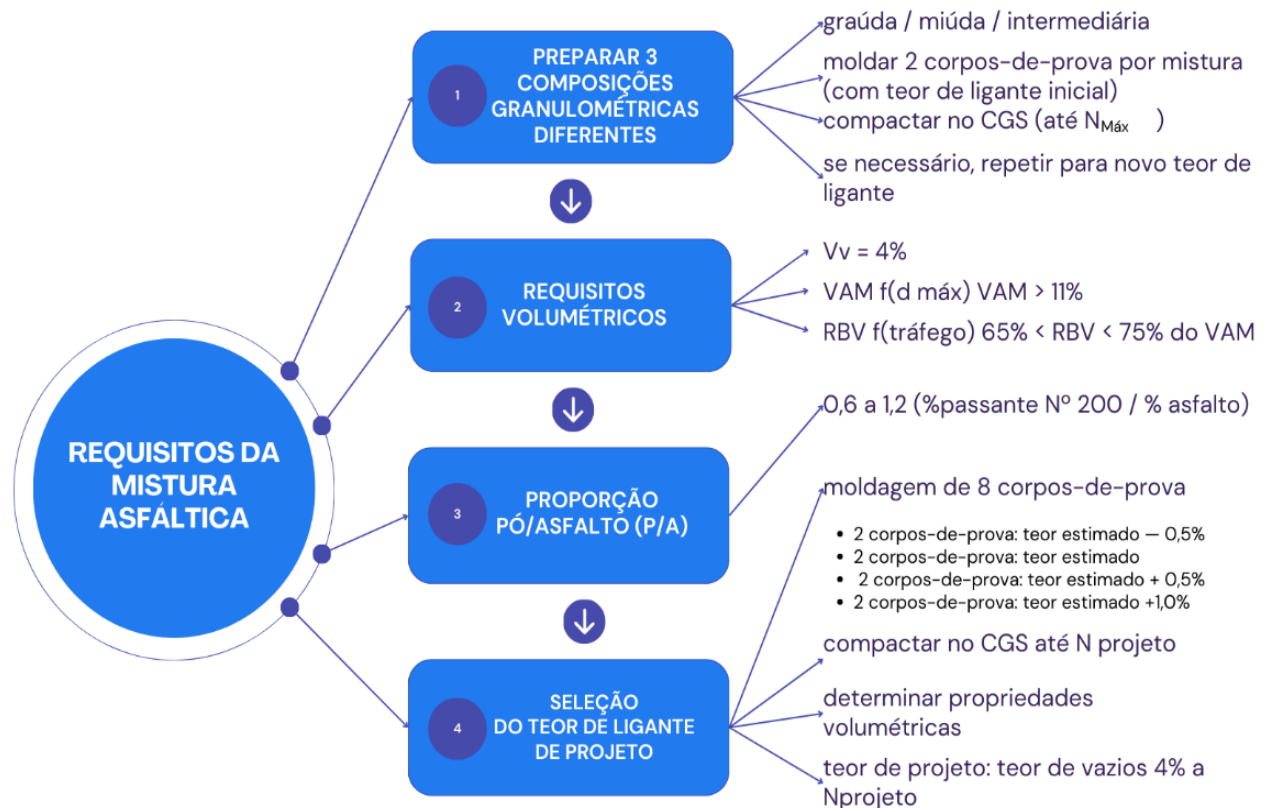 REQUISITOS DA
MISTURA
ASFÁLTICA
1
PREPARAR 3
COMPOSIÇÕES
GRANULOMÉTRICAS
DIFERENTES
graúda / miúda / intermediária
moldar 2 corpos-de-prova por mistura
(com teor de ligante inicial)
compactar no CGS (até NMáx )
se necessário, repetir para novo teor de
ligante
2
REQUISITOS
VOLUMÉTRICOS
Vv = 4%
VAM f(d máx) VAM > 11%
RBV f(tráfego) 65% < RBV < 75% do VAM
3
PROPORÇÃO
PÓ/ASFALTO (P/A)
0,6 a 1,2 (%passante Nº 200 / % asfalto)
4
SELEÇÃO
DO TEOR DE LIGANTE
DE PROJETO
moldagem de 8 corpos-de-prova
• 2 corpos-de-prova: teor estimado — 0,5%
• 2 corpos-de-prova: teor estimado
• 2 corpos-de-prova: teor estimado + 0,5%
• 2 corpos-de-prova: teor estimado +1,0%
compactar no CGS até N projeto
determinar propriedades
volumétricas
teor de projeto: teor de vazios 4% a
Nprojeto